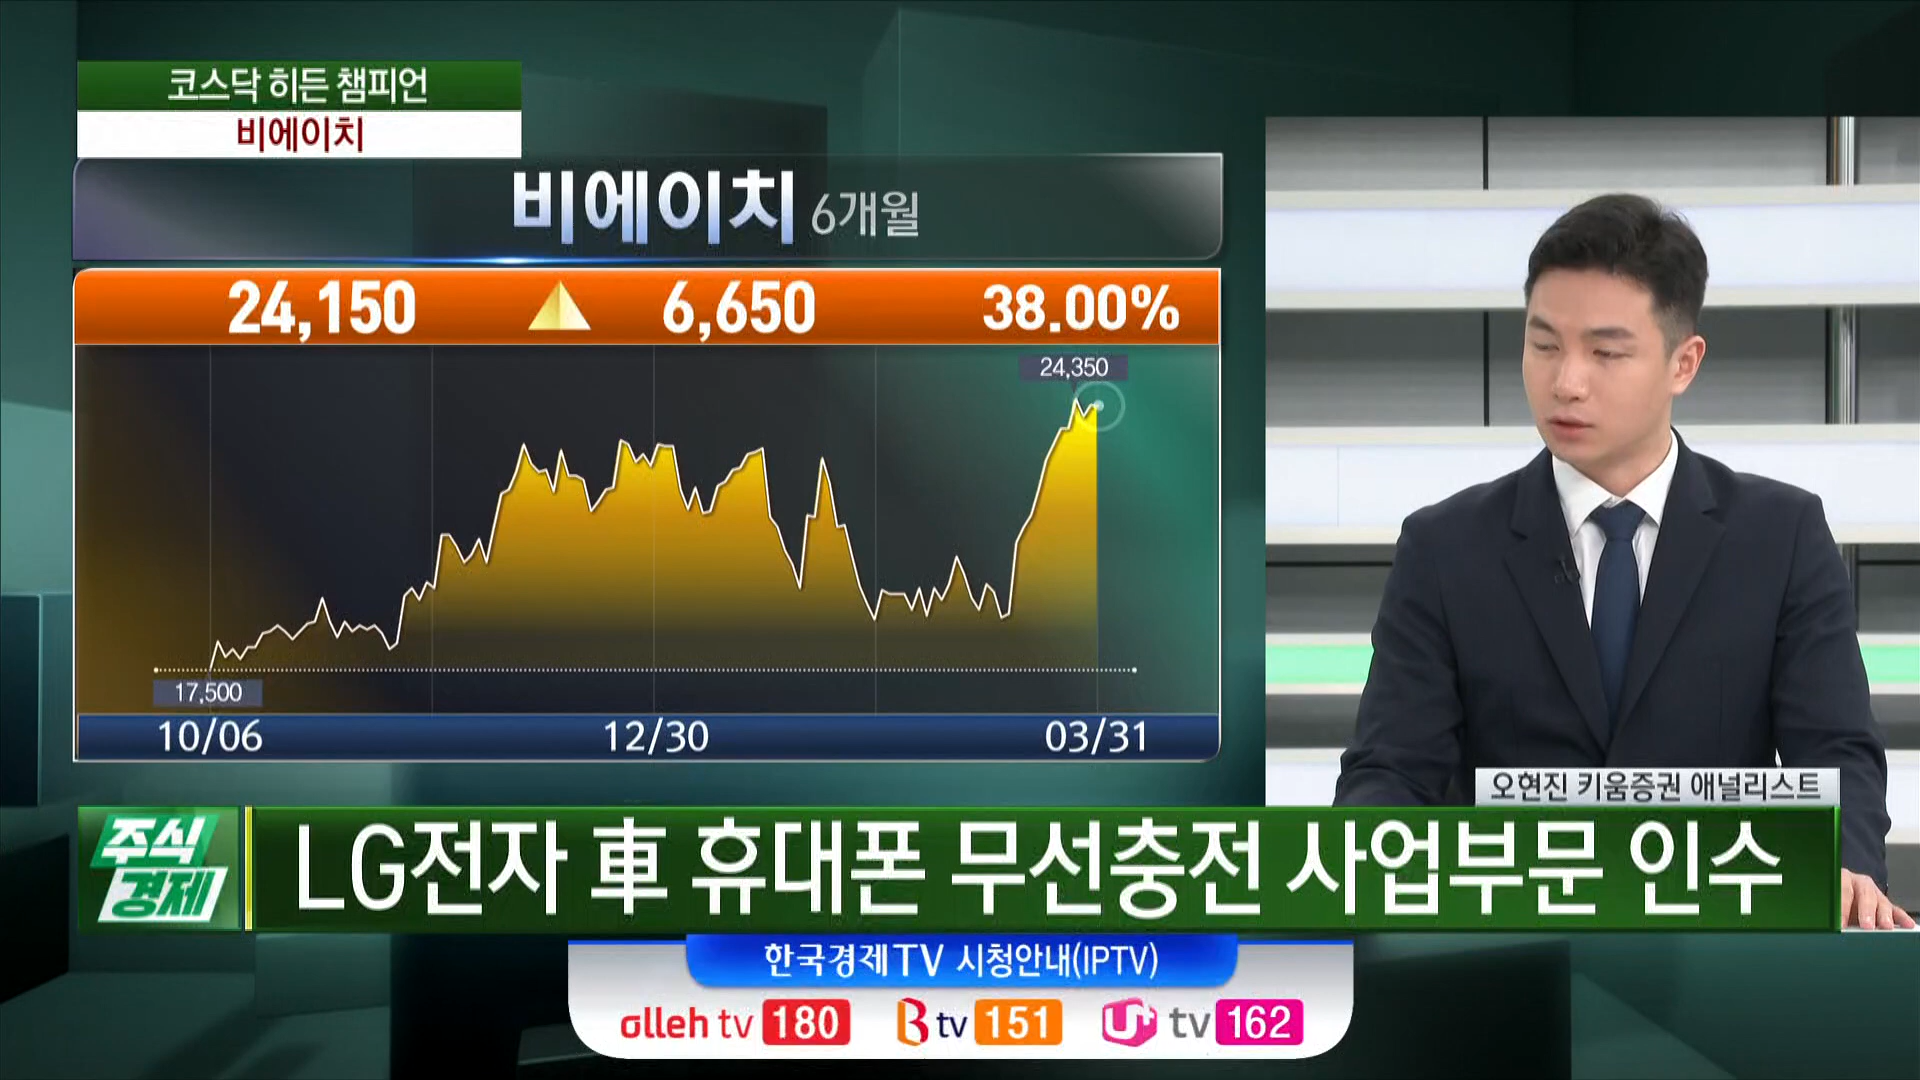 코스닥 히든 챔피언
비에이치
비에이치 6개월
24,150 ▲ 6,650 38.00%
24,350
17,500
10/06 12/30 03/31
오현진 키움증권 애널리스트
주식
경제
LG전자 車 휴대폰 무선충전 사업부문 인수
한국경제TV 시청안내(IPTV)
olleh tv 180 B tv 151 U+ tv 162